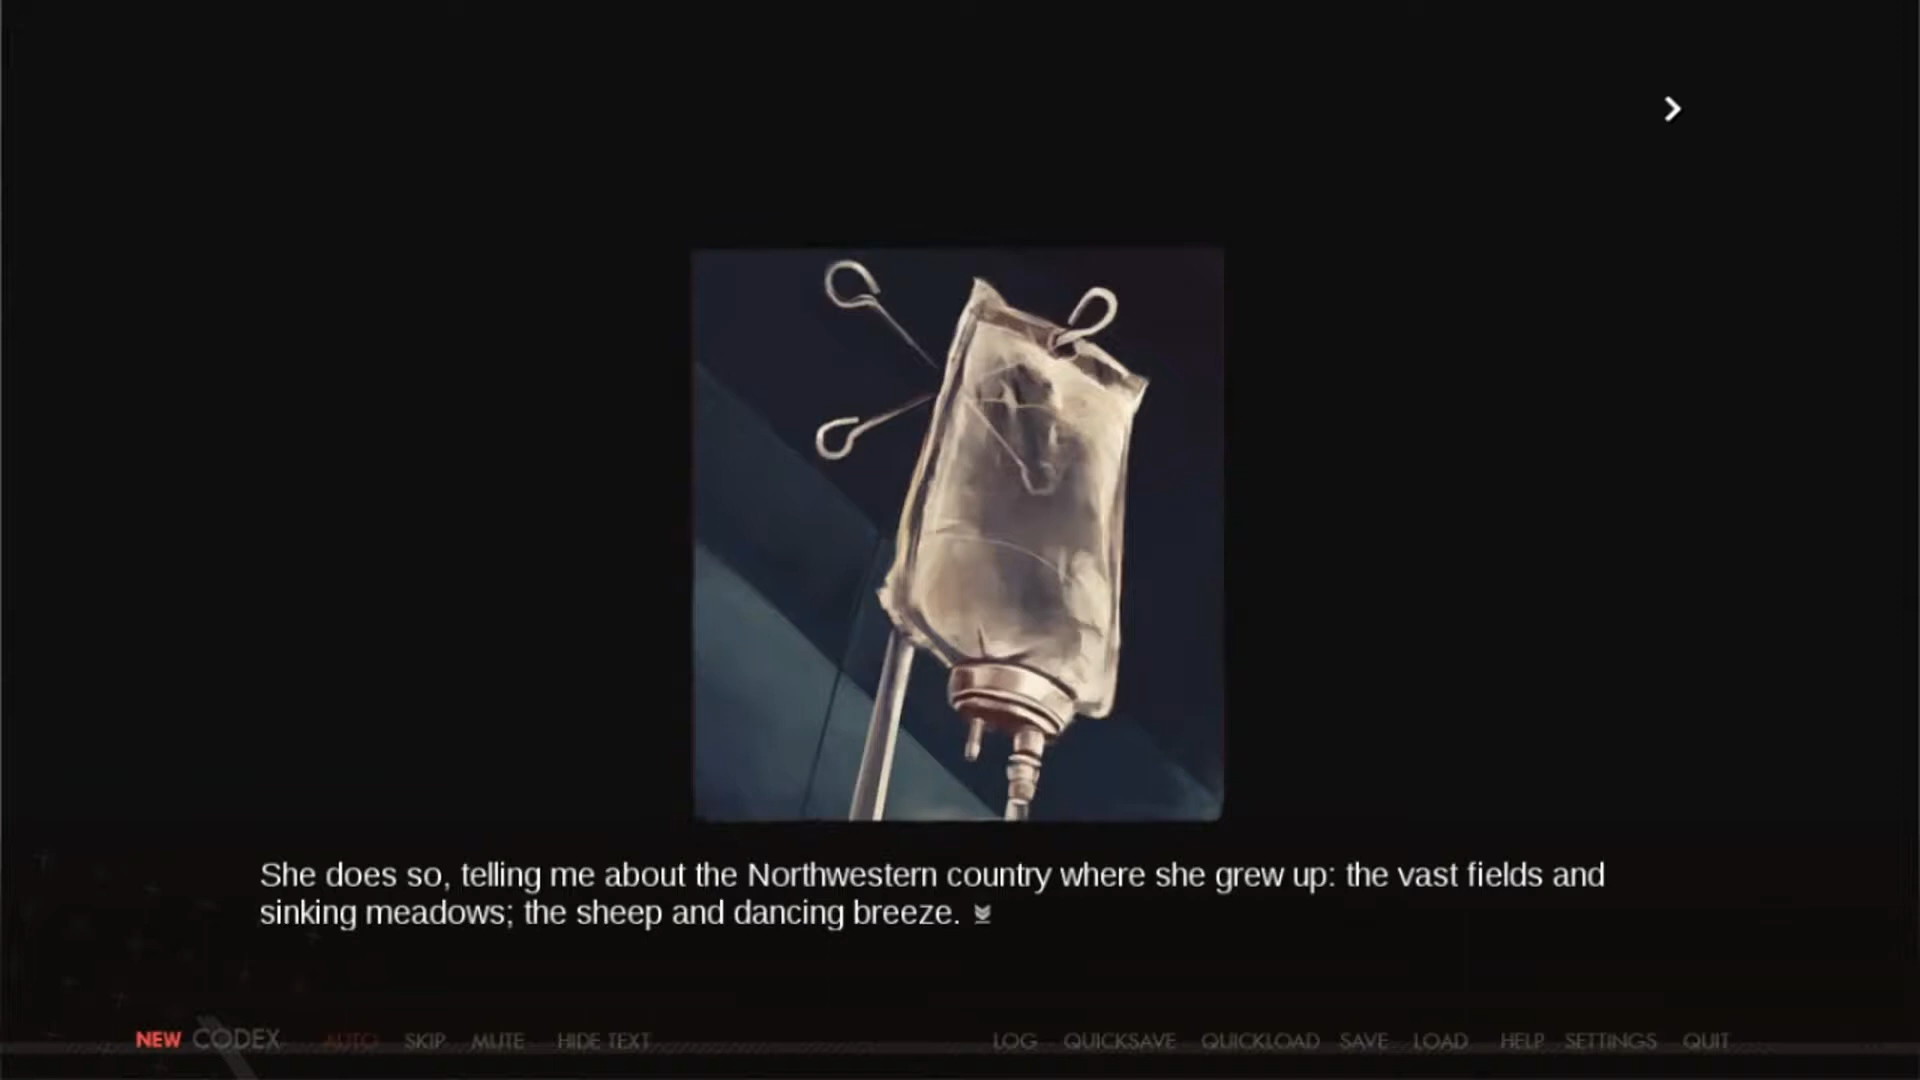 She does so, telling me about the Northwestern country where she grew up: the vast fields and
sinking meadows; the sheep and dancing breeze.
NEW CODEX AUTO SKIP MUTE HIDE TEXT LOG QUICKSAVE QUICKLOAD SAVE LOAD HELP SETTINGS QUIT